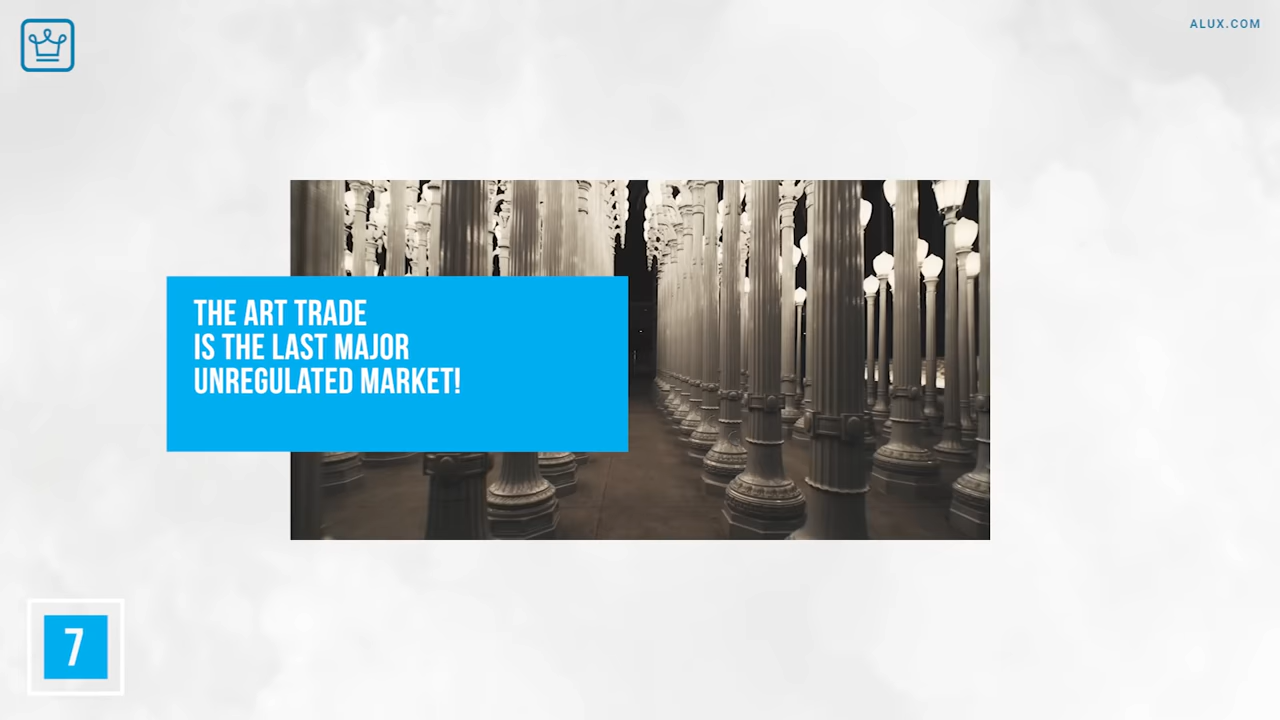 ALUX.COM
THE ART TRADE
IS THE LAST MAJOR
UNREGULATED MARKET!
7